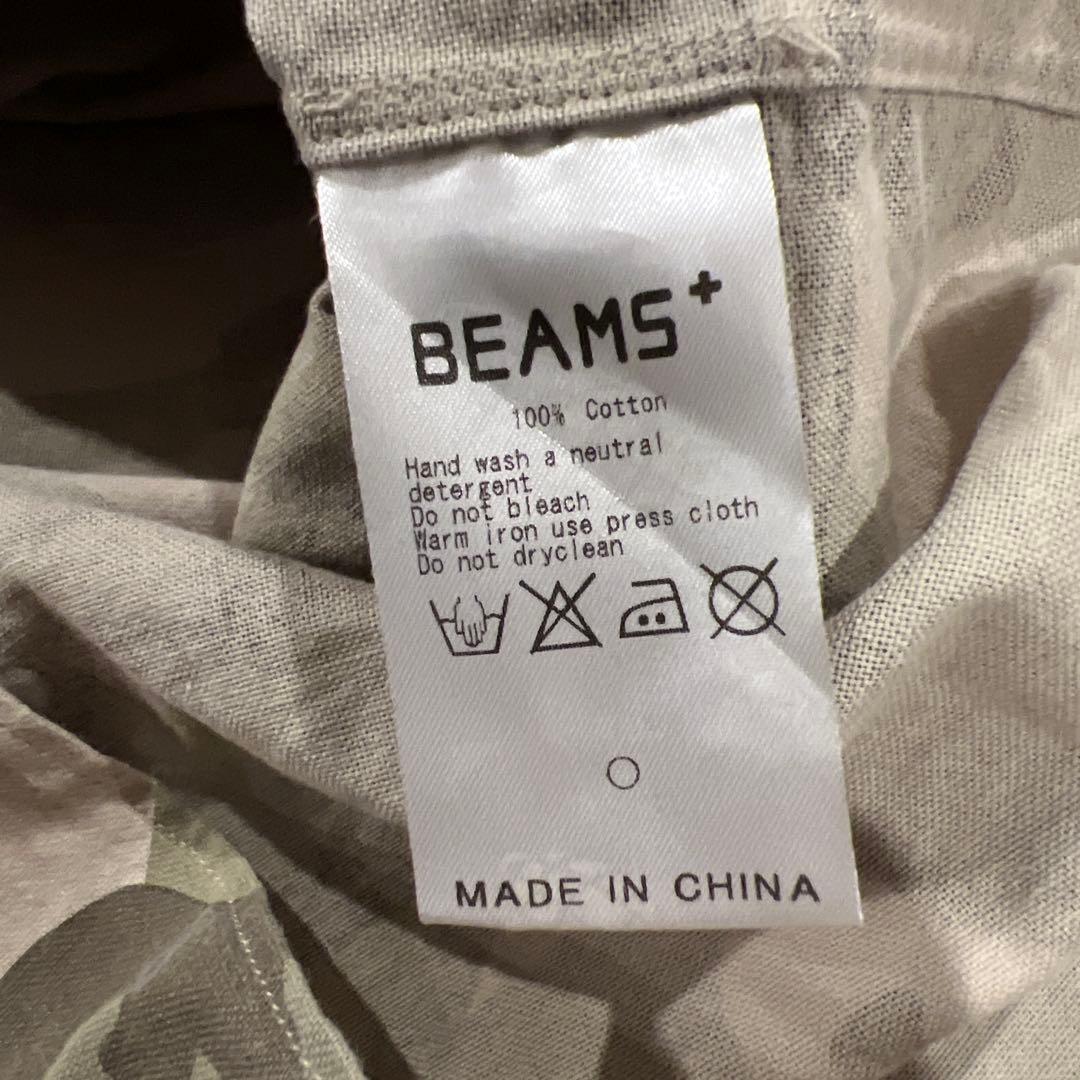 BEAMS+
100% Cotton
Hand wash a neutral
detergent
Do not bleach
Warm iron use press cloth
Do not dryclean
MADE IN CHINA